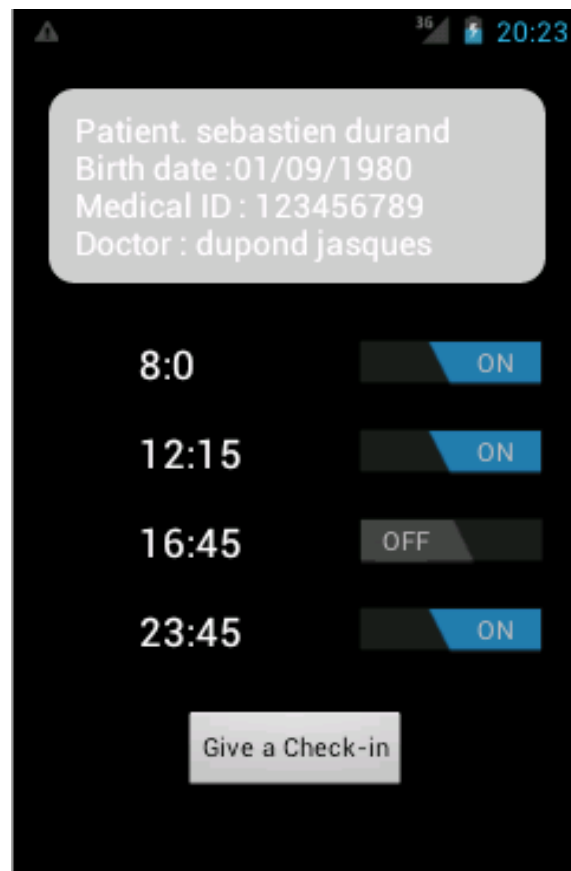 3G 20:23
Patient. sebastien durand
Birth date :01/09/1980
Medical ID : 123456789
Doctor : dupond jasques
8:0 ON
12:15 ON
16:45 OFF
23:45 ON
Give a Check-in